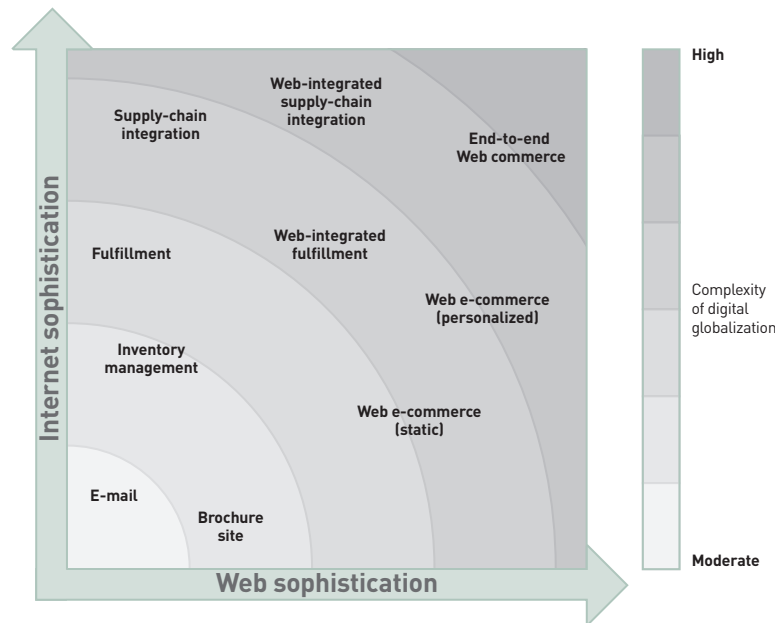 High
Web-integrated
supply-chain
integration
Supply-chain
integration
End-to-end
Web commerce
Internet sophistication
Web-integrated
fulfillment
Fulfillment
Complexity
of digital
globalization
Web e-commerce
(personalized)
Inventory
management
Web e-commerce
(static)
E-mail
Brochure
site
Moderate
Web sophistication